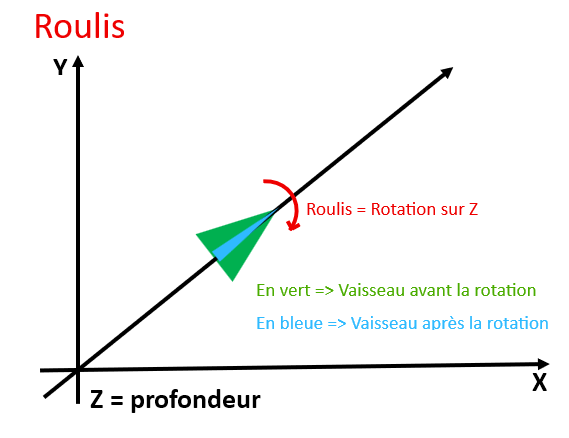 Roulis
Y
Roulis = Rotation sur Z
En vert => Vaisseau avant la rotation
En bleue => Vaisseau après la rotation
X
Z = profondeur